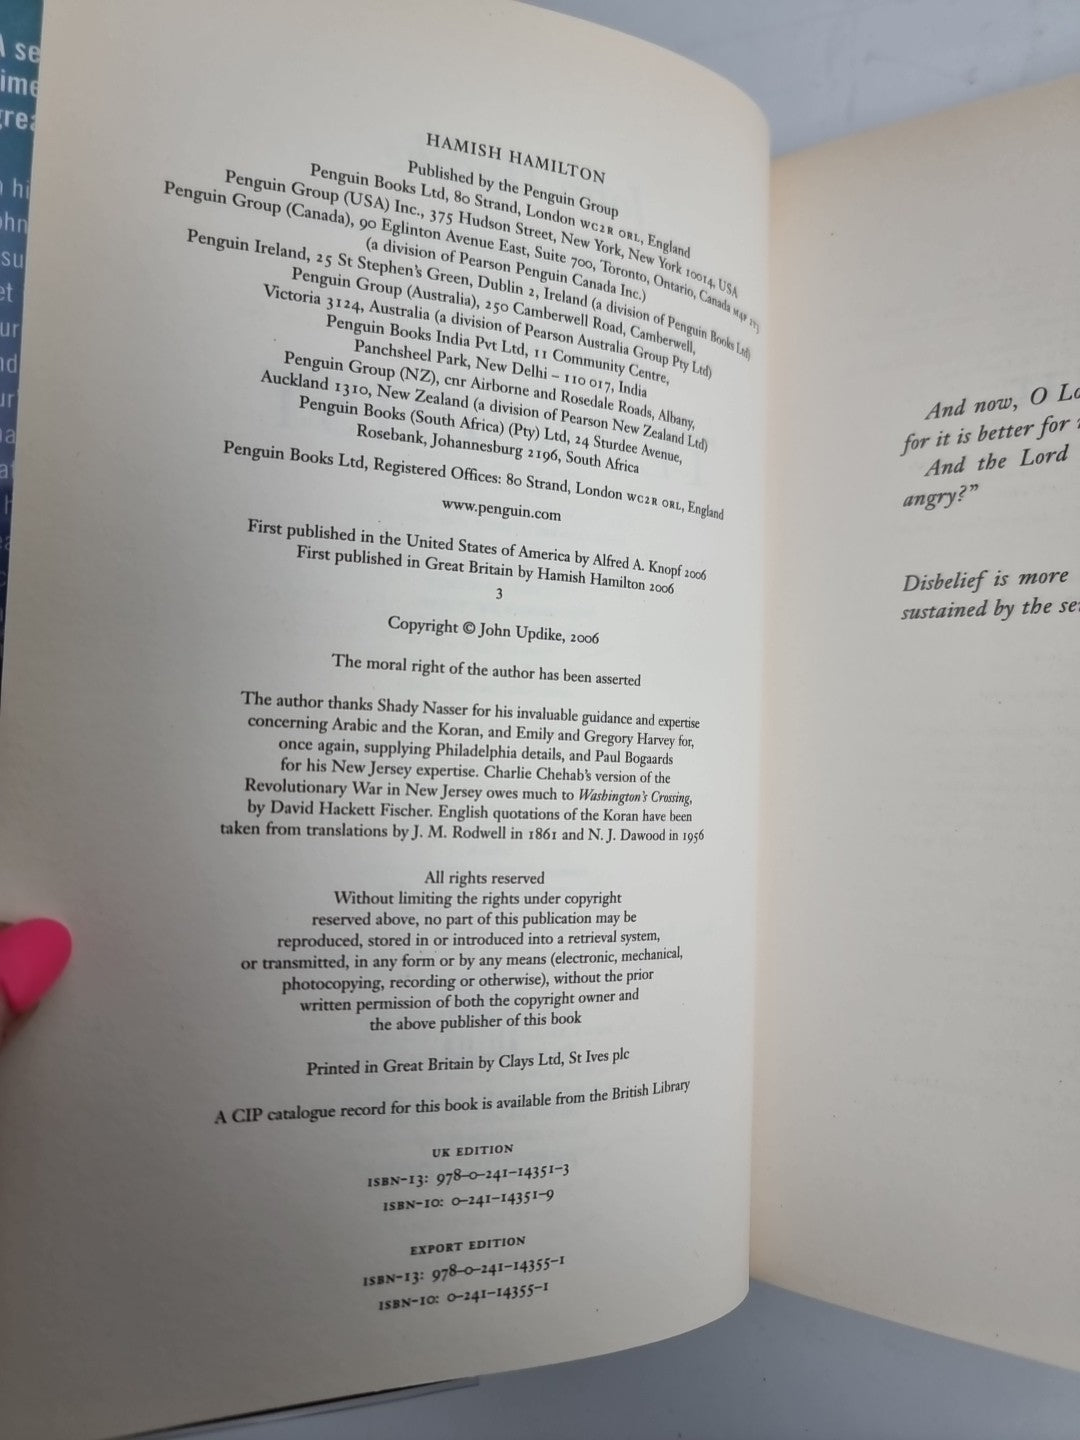 HAMISH HAMILTON
Published by the Penguin Group
Penguin Books Ltd, 80 Strand, London WC2R 0RL, England
Penguin Group (USA) Inc., 375 Hudson Street, New York, New York 10014, USA
Penguin Group (Canada), 90 Eglinton Avenue East, Suite 700, Toronto, Ontario, Canada M4P 2Y3
(a division of Pearson Penguin Canada Inc.)
Penguin Ireland, 25 St Stephen's Green, Dublin 2, Ireland (a division of Penguin Books Ltd)
Penguin Group (Australia), 250 Camberwell Road, Camberwell,
Victoria 3124, Australia (a division of Pearson Australia Group Pty Ltd)
Penguin Books India Pvt Ltd, 11 Community Centre,
Panchsheel Park, New Delhi – 110 017, India
Penguin Group (NZ), cnr Airborne and Rosedale Roads, Albany,
Auckland 1310, New Zealand (a division of Pearson New Zealand Ltd)
Penguin Books (South Africa) (Pty) Ltd, 24 Sturdee Avenue,
Rosebank, Johannesburg 2196, South Africa
Penguin Books Ltd, Registered Offices: 80 Strand, London WC2R 0RL, England
www.penguin.com
First published in the United States of America by Alfred A. Knopf 2006
First published in Great Britain by Hamish Hamilton 2006
3
Copyright © John Updike, 2006
The moral right of the author has been asserted
The author thanks Shady Nasser for his invaluable guidance and expertise
concerning Arabic and the Koran, and Emily and Gregory Harvey for,
once again, supplying Philadelphia details, and Paul Bogaards
for his New Jersey expertise. Charlie Chehab's version of the
Revolutionary War in New Jersey owes much to Washington's Crossing,
by David Hackett Fischer. English quotations of the Koran have been
taken from translations by J. M. Rodwell in 1861 and N. J. Dawood in 1956
All rights reserved
Without limiting the rights under copyright
reserved above, no part of this publication may be
reproduced, stored in or introduced into a retrieval system,
or transmitted, in any form or by any means (electronic, mechanical,
photocopying, recording or otherwise), without the prior
written permission of both the copyright owner and
the above publisher of this book
Printed in Great Britain by Clays Ltd, St Ives plc
A CIP catalogue record for this book is available from the British Library
UK EDITION
ISBN-13: 978-0-241-14351-3
ISBN-10: 0-241-14351-9
EXPORT EDITION
ISBN-13: 978-0-241-14355-1
ISBN-10: 0-241-14355-1
And now, O Lo
for it is better for
And the Lord
angry?"
Disbelief is more
sustained by the se